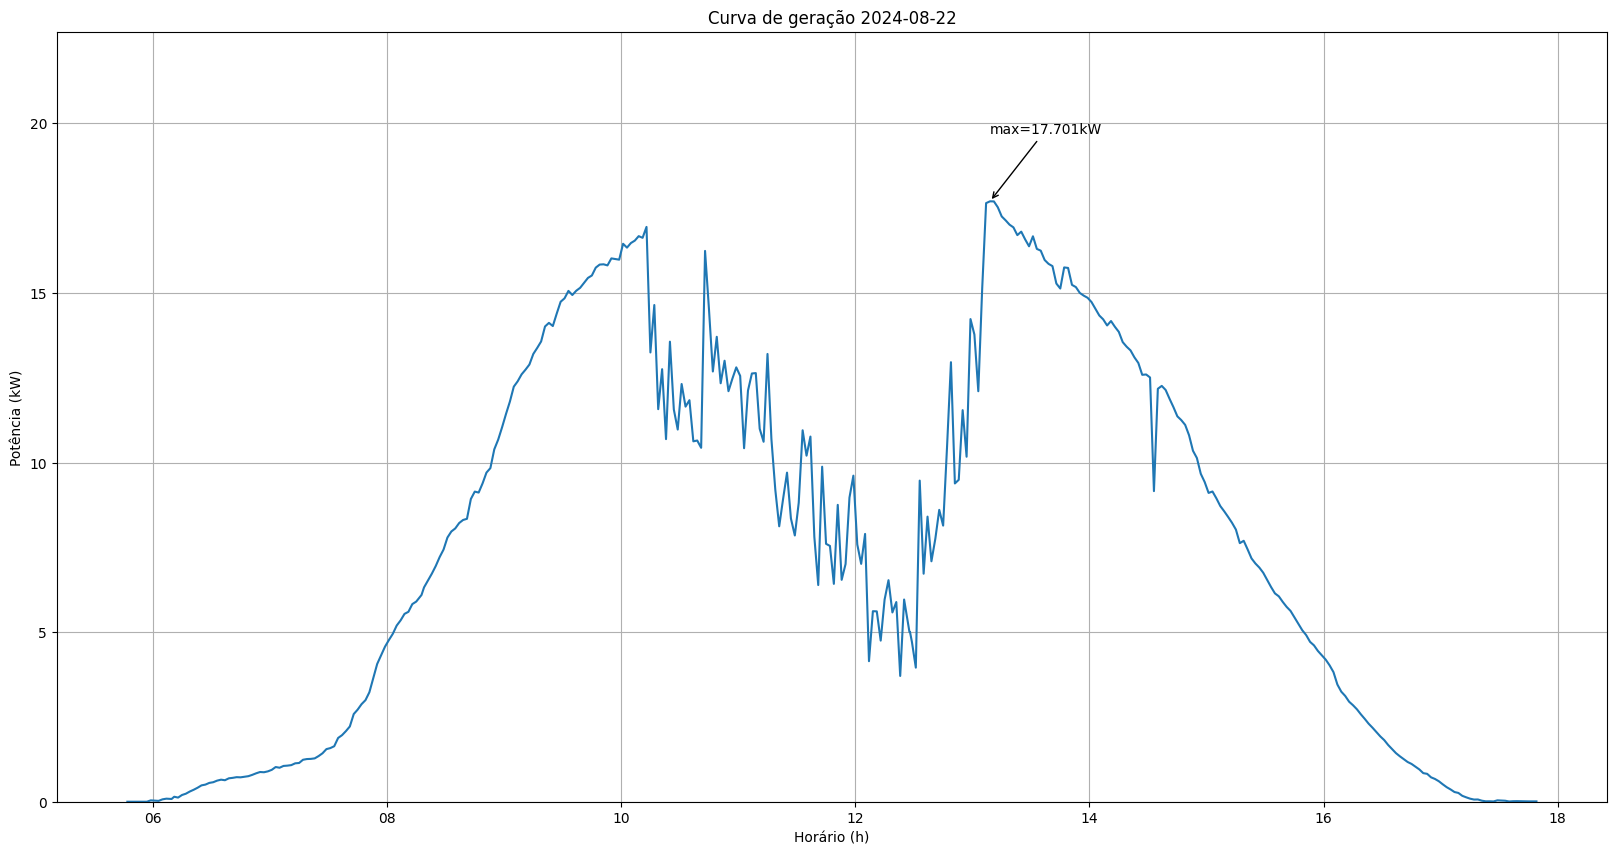 Curva de geração 2024-08-22
20
15
10
5
0
Potência (kW)
max=17.701kW
06 08 10 12 14 16 18
Horário (h)